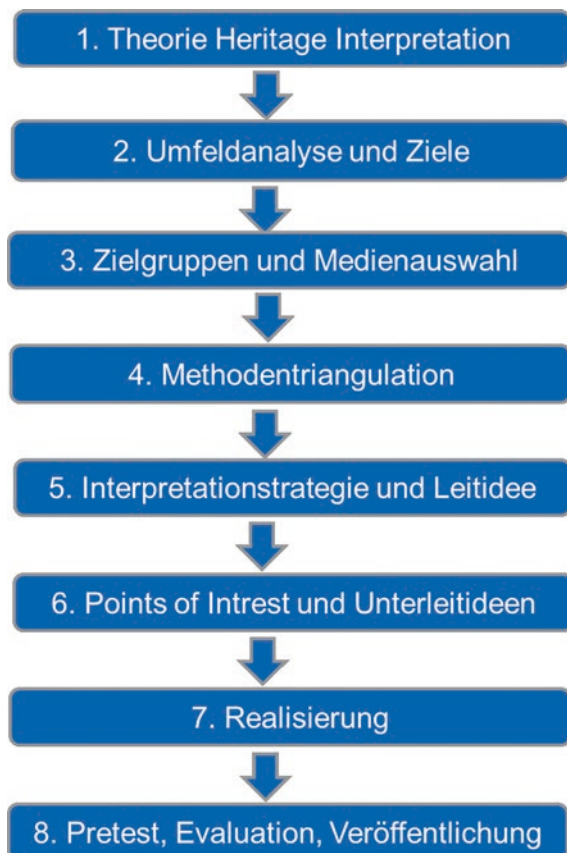 1. Theorie Heritage Interpretation
2. Umfeldanalyse und Ziele
3. Zielgruppen und Medienauswahl
4. Methodentriangulation
5. Interpretationstrategie und Leitidee
6. Points of Intrest und Unterleitideen
7. Realisierung
8. Pretest, Evaluation, Veröffentlichung